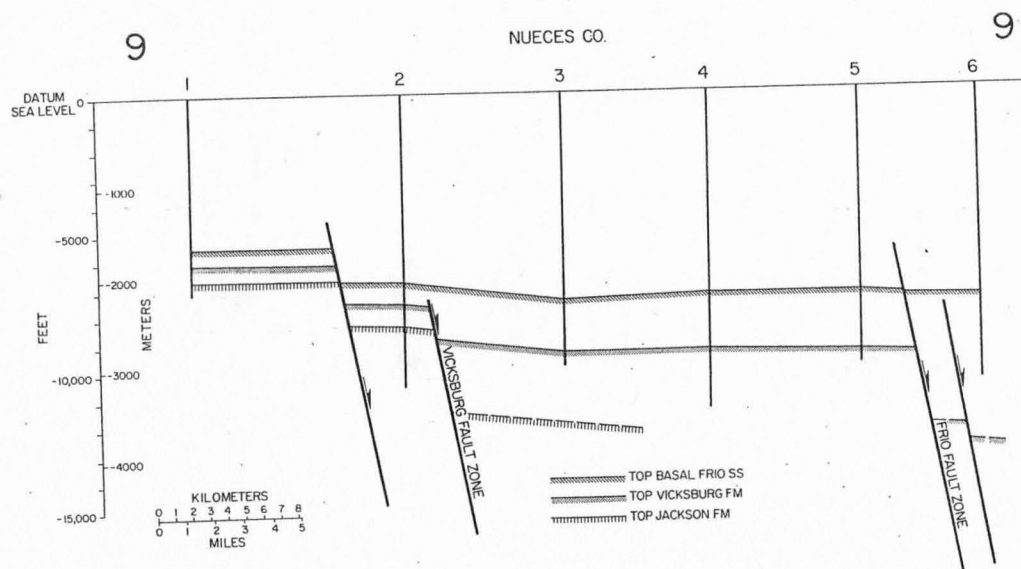 9
NUECES CO.
9
1 2 3 4 5 6
DATUM
SEA LEVEL
0
-1000
-5000
-2000
FEET
METERS
-10,000
-3000
-4000
-15,000
VICKSBURG FAULT ZONE
FRIO FAULT ZONE
TOP BASAL FRIO SS
TOP VICKSBURG FM
TOP JACKSON FM
KILOMETERS
0 1 2 3 4 5 6 7 8
0 1 2 3 4 5
MILES